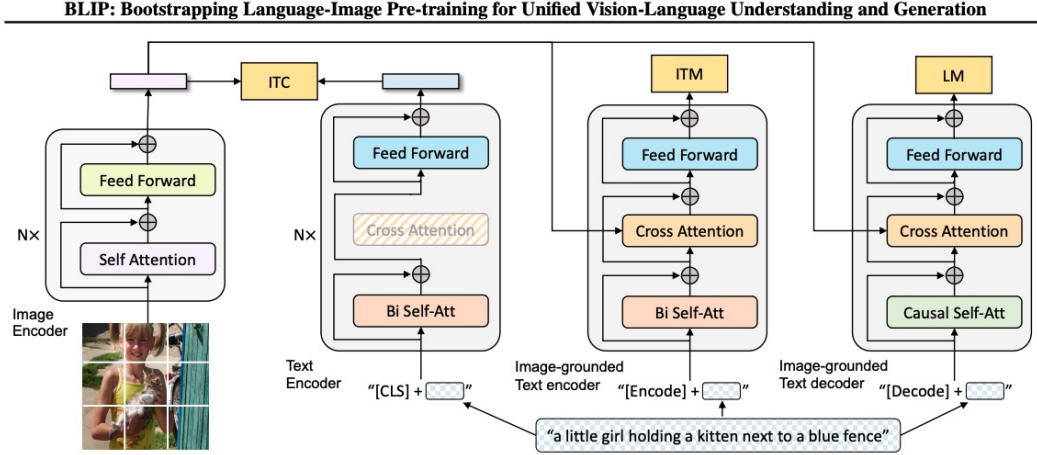 BLIP: Bootstrapping Language-Image Pre-training for Unified Vision-Language Understanding and Generation
ITC
ITM
LM
Feed Forward
Self Attention
N×
Image
Encoder
Feed Forward
Cross Attention
Bi Self-Att
N×
Text
Encoder
"[CLS] + "
Feed Forward
Cross Attention
Bi Self-Att
Image-grounded
Text encoder
"[Encode] + "
Feed Forward
Cross Attention
Causal Self-Att
Image-grounded
Text decoder
"[Decode] + "
"a little girl holding a kitten next to a blue fence"